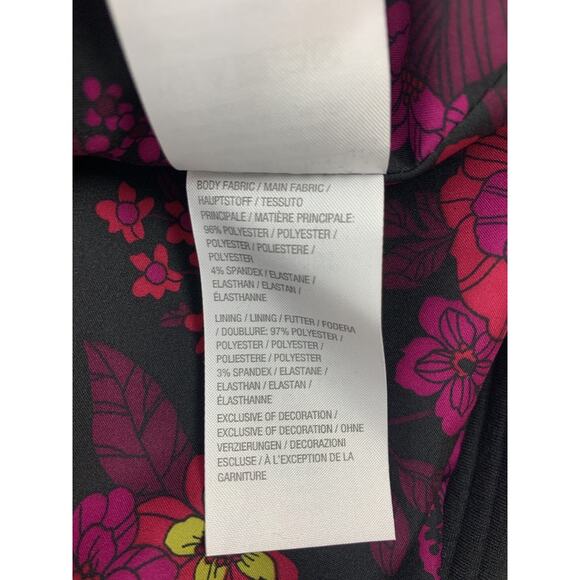 BODY FABRIC / MAIN FABRIC /
HAUPTSTOFF / TESSUTO
PRINCIPALE / MATIÈRE PRINCIPALE:
96% POLYESTER / POLYESTER /
POLYESTER / POLIESTERE /
POLYESTER
4% SPANDEX / ELASTANE /
ELASTHAN / ELASTAN /
ÉLASTHANNE
LINING / LINING / FUTTER / FODERA
/ DOUBLURE: 97% POLYESTER /
POLYESTER / POLYESTER /
POLIESTERE / POLYESTER
3% SPANDEX / ELASTANE /
ELASTHAN / ELASTAN /
ÉLASTHANNE
EXCLUSIVE OF DECORATION /
EXCLUSIVE OF DECORATION / OHNE
VERZIERUNGEN / DECORAZIONI
ESCLUSE / À L'EXCEPTION DE LA
GARNITURE